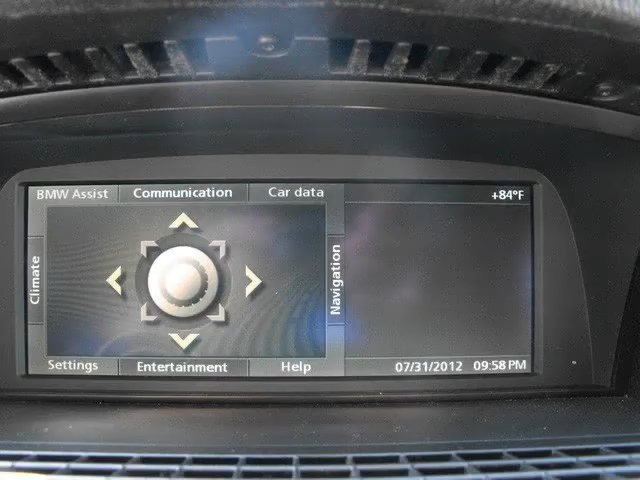 BMW Assist Communication Car data
+84°F
Climate
Navigation
Settings Entertainment Help
07/31/2012 09:58 PM